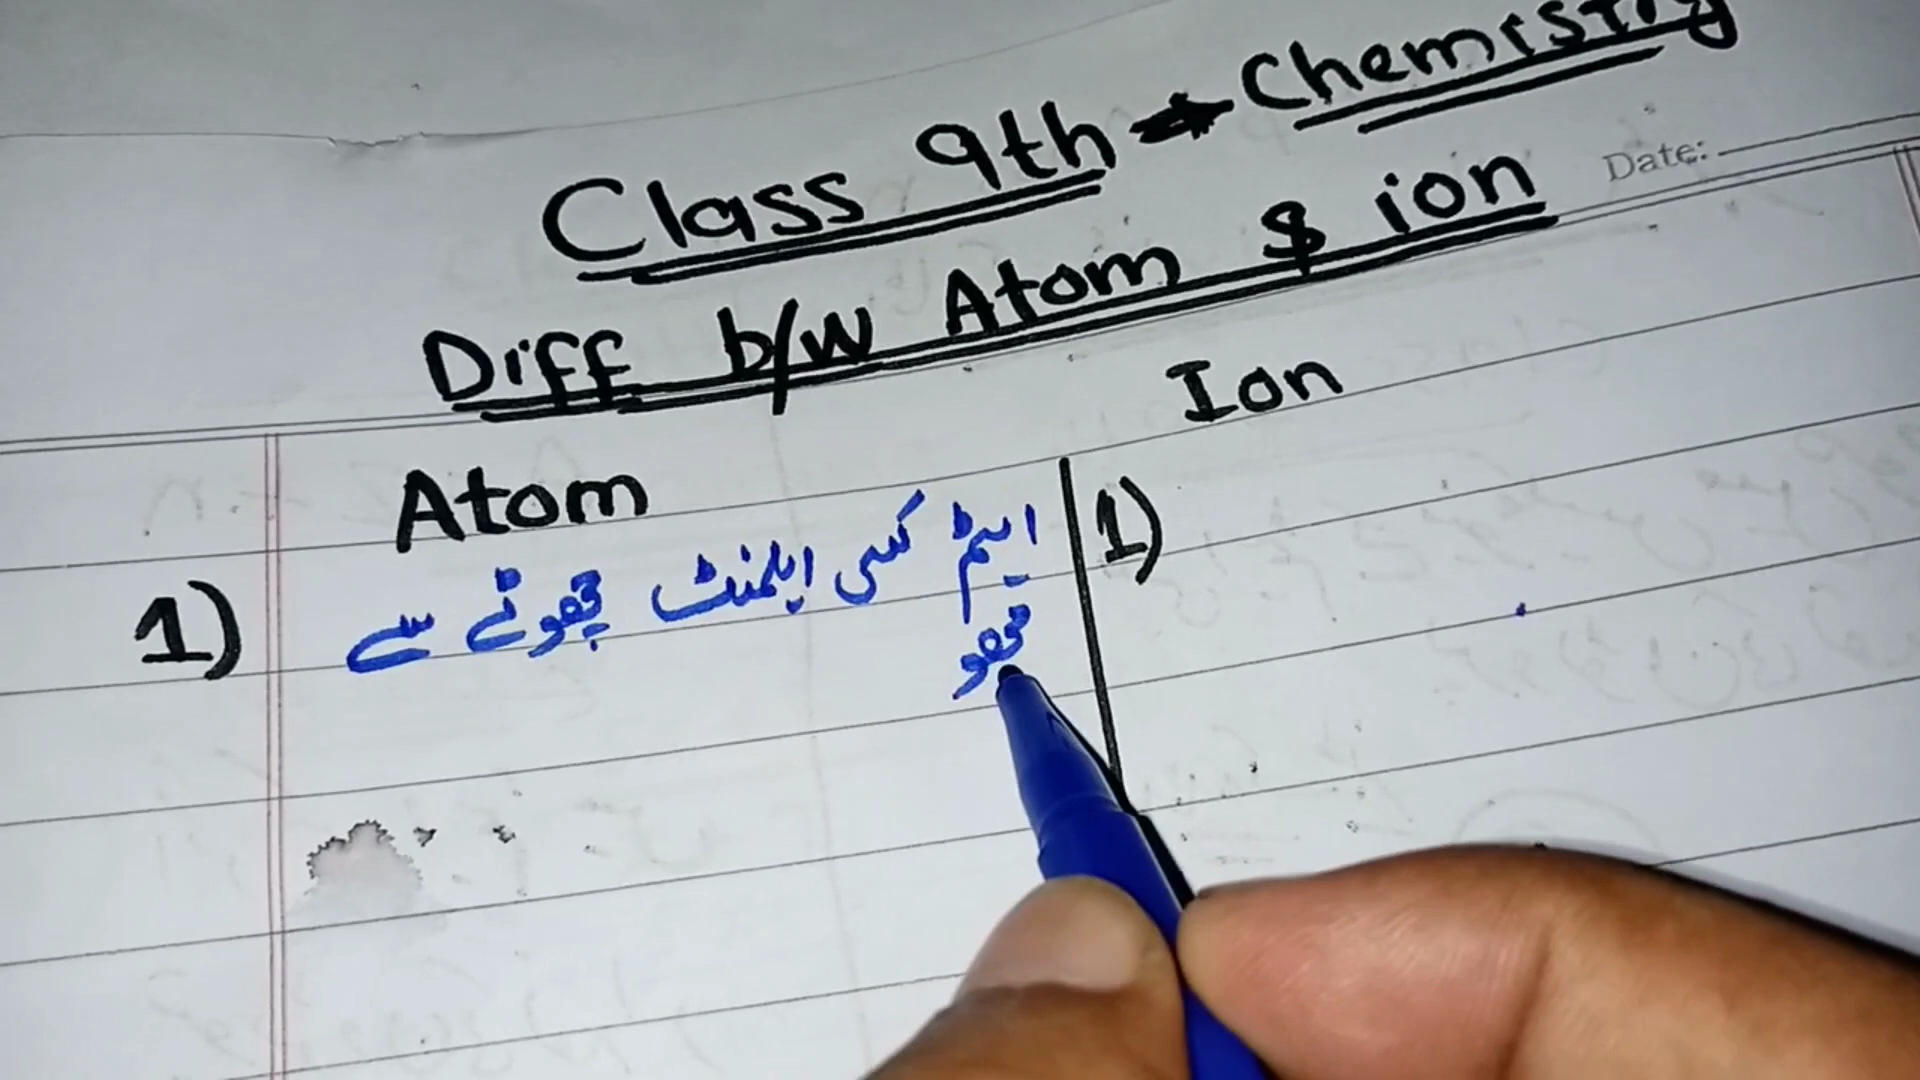 Class 9th → Chemistry
Date:
Diff b/w Atom & ion
Atom
Ion
1) ایٹم کسی ایلمنٹ چھوٹے سے
1)
چھو